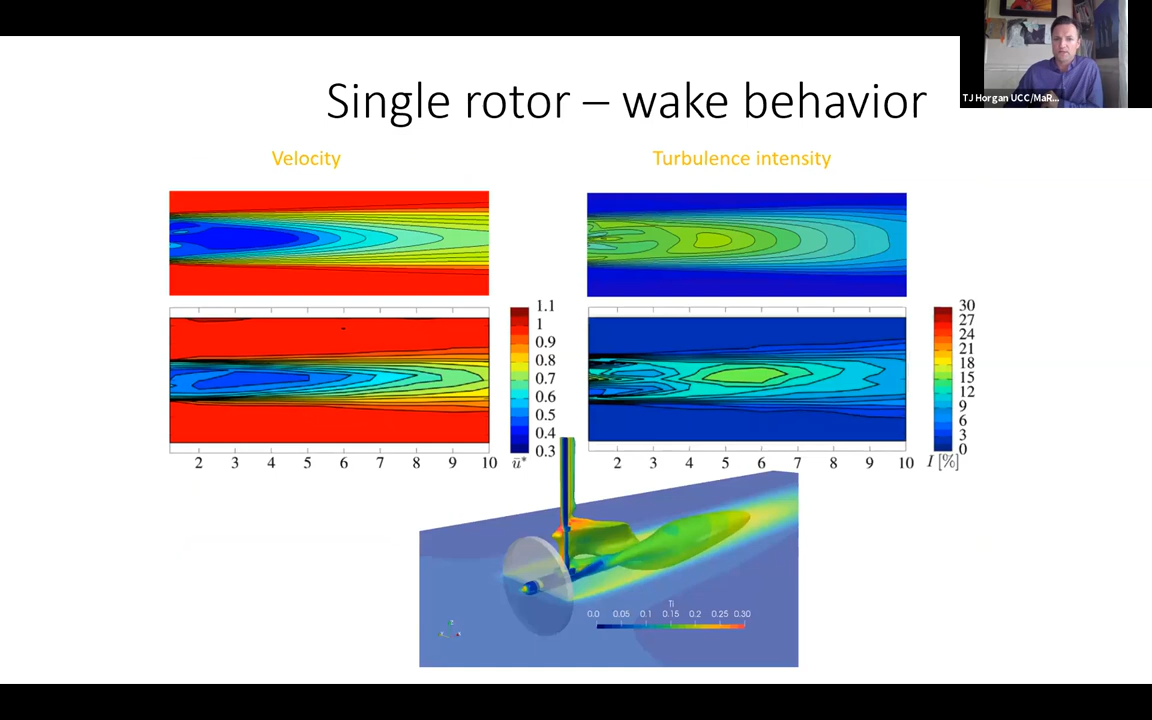 TJ Horgan UCC/MaR...
Single rotor – wake behavior
Velocity
Turbulence intensity
1.1
1
0.9
0.8
0.7
0.6
0.5
0.4
0.3
2 3 4 5 6 7 8 9 10 ū*
30
27
24
21
18
15
12
9
6
3
0
2 3 4 5 6 7 8 9 10 I [%]
Ti
0.0 0.05 0.1 0.15 0.2 0.25 0.30